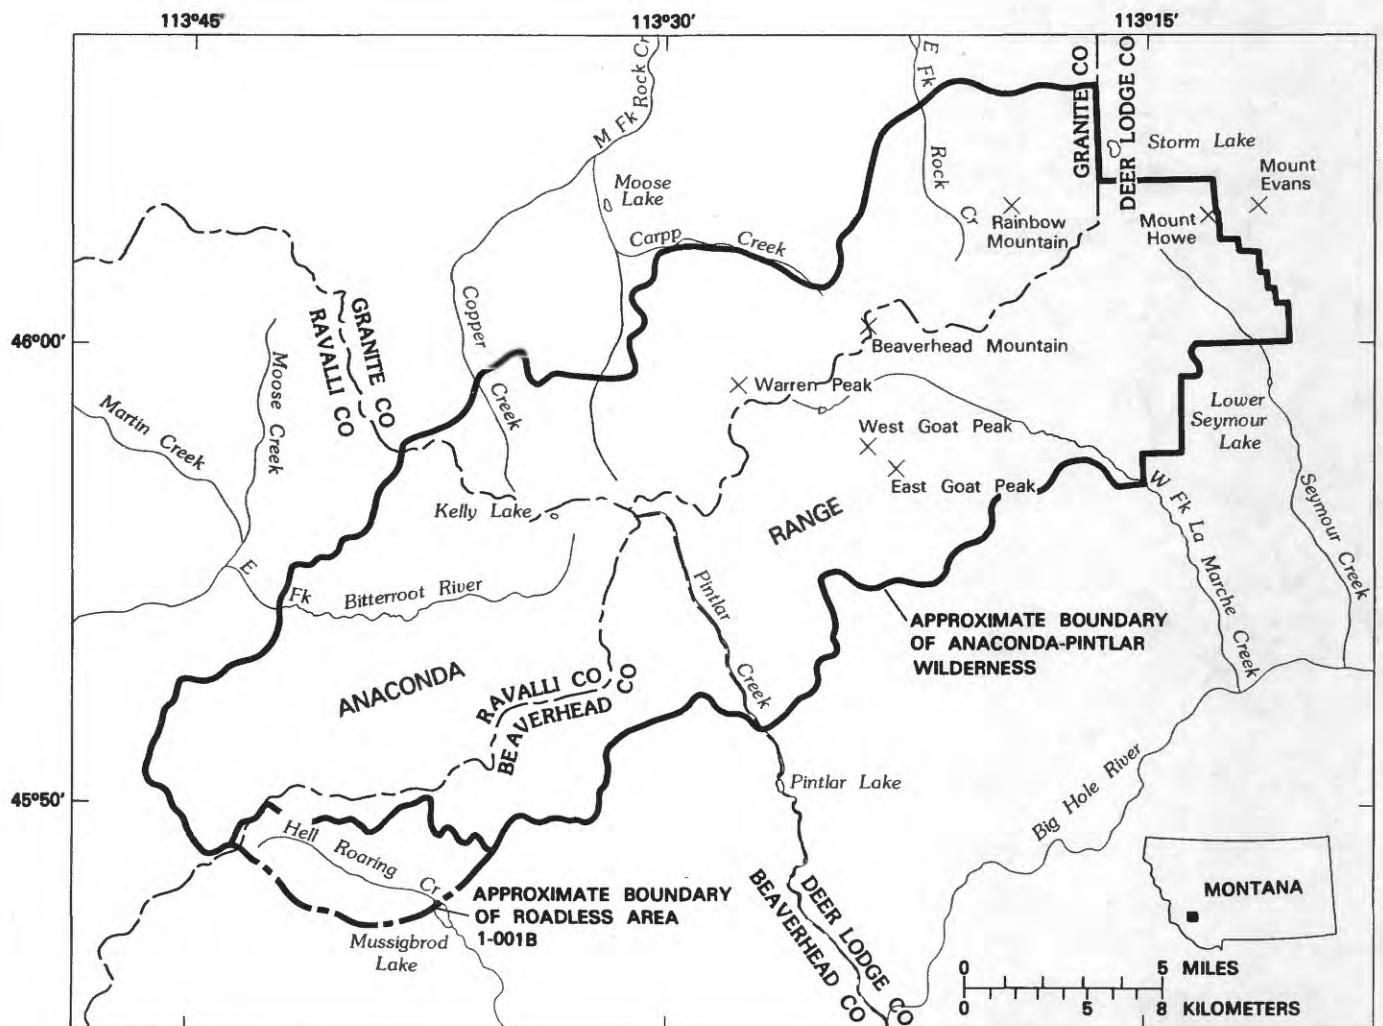 113°45'
113°30'
113°15'
M Fk Rock Cr
E Fk
Rock
Cr
GRANITE CO
DEER LODGE CO
Storm Lake
Mount
Evans
Moose
Lake
Rainbow
Mountain
Mount
Howe
Carpp Creek
Copper
Creek
GRANITE CO
RAVALLI CO
46°00'
Beaverhead Mountain
Moose Creek
Martin Creek
Warren Peak
Lower
Seymour
Lake
West Goat Peak
East Goat Peak
Kelly Lake
RANGE
W Fk La Marche Creek
Seymour Creek
E Fk Bitterroot River
Pintlar
Creek
APPROXIMATE BOUNDARY
OF ANACONDA-PINTLAR
WILDERNESS
ANACONDA
RAVALLI CO
BEAVERHEAD CO
Pintlar Lake
Big Hole River
45°50'
Hell Roaring Cr
APPROXIMATE BOUNDARY
OF ROADLESS AREA
1-001B
Mussigbrod
Lake
DEER LODGE CO
BEAVERHEAD CO
MONTANA
0 5 MILES
0 5 8 KILOMETERS